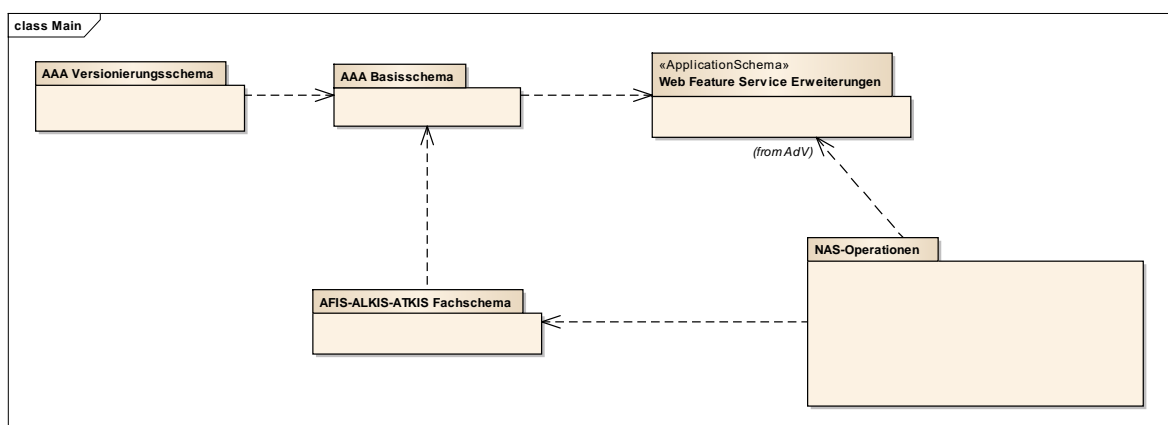 class Main
AAA Versionierungsschema
AAA Basisschema
«ApplicationSchema»
Web Feature Service Erweiterungen
(from AdV)
NAS-Operationen
AFIS-ALKIS-ATKIS Fachschema